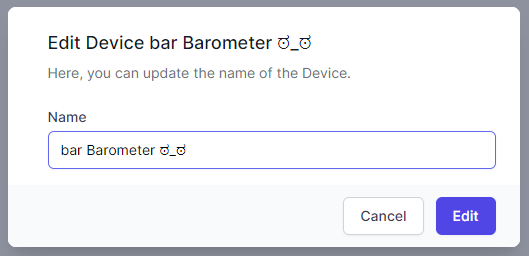 Edit Device bar Barometer ಠ_ಠ
Here, you can update the name of the Device.
Name
bar Barometer ಠ_ಠ
Cancel Edit